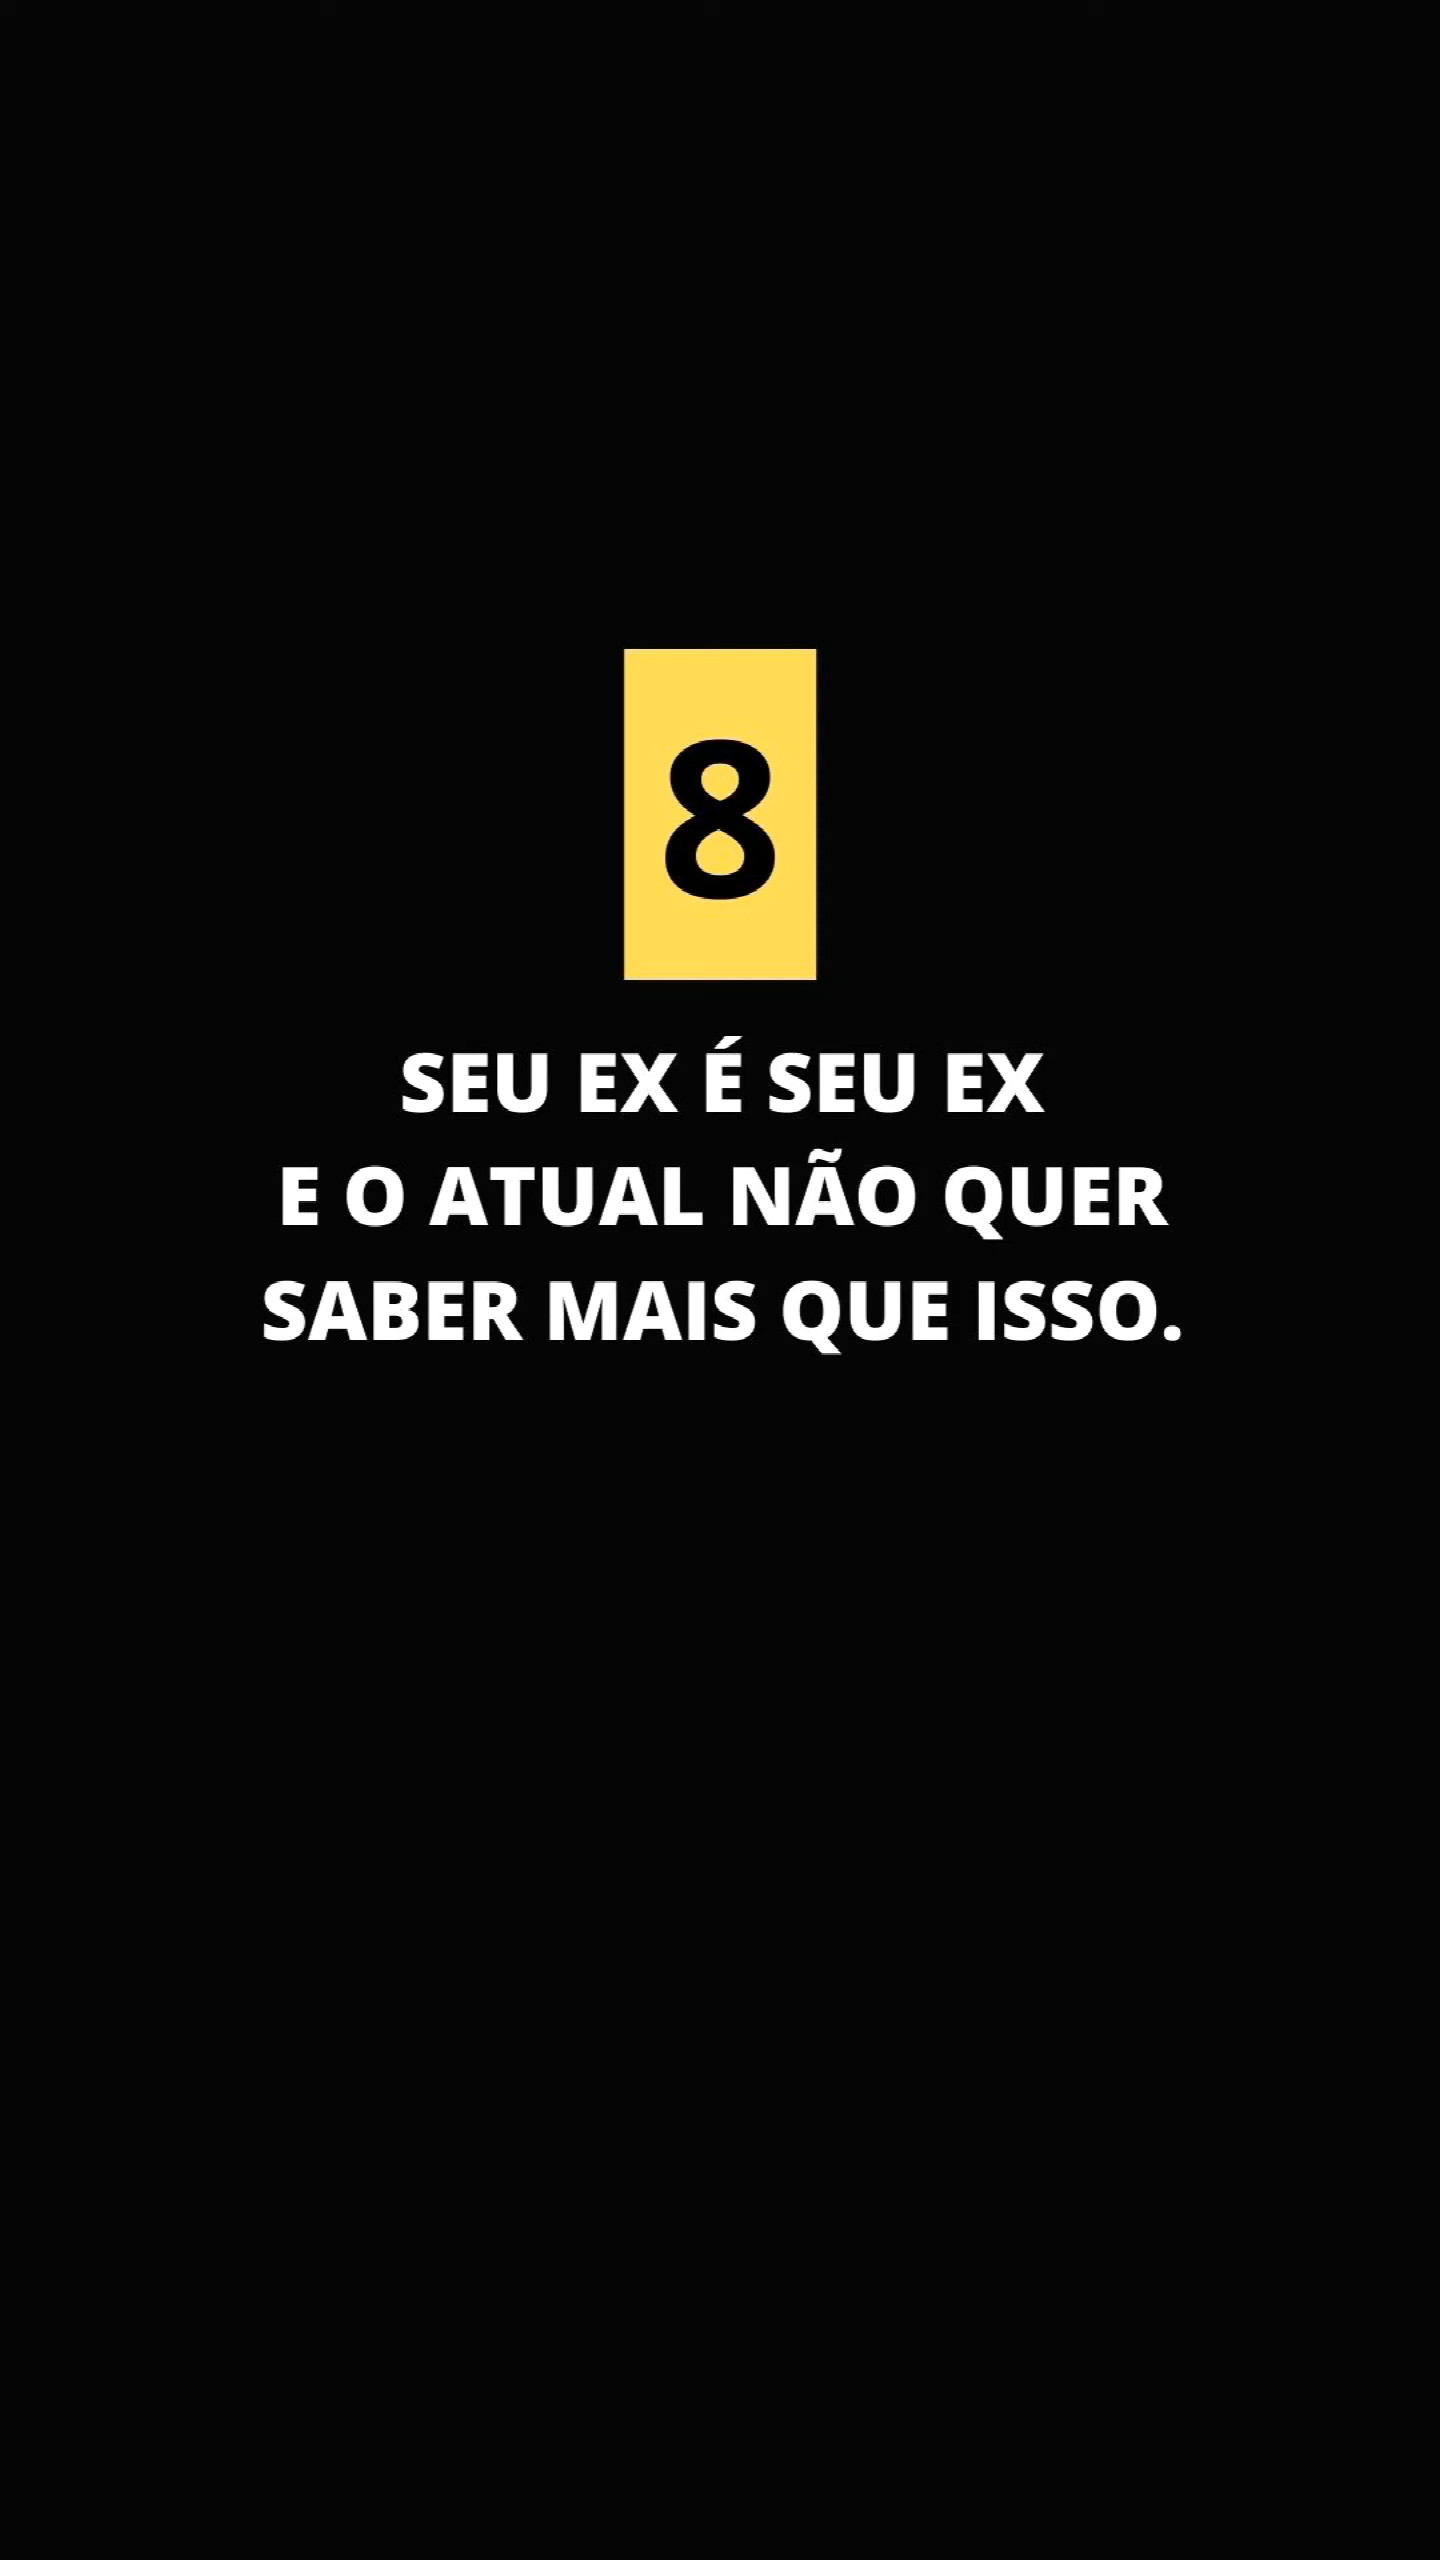 8
SEU EX É SEU EX
E O ATUAL NÃO QUER
SABER MAIS QUE ISSO.